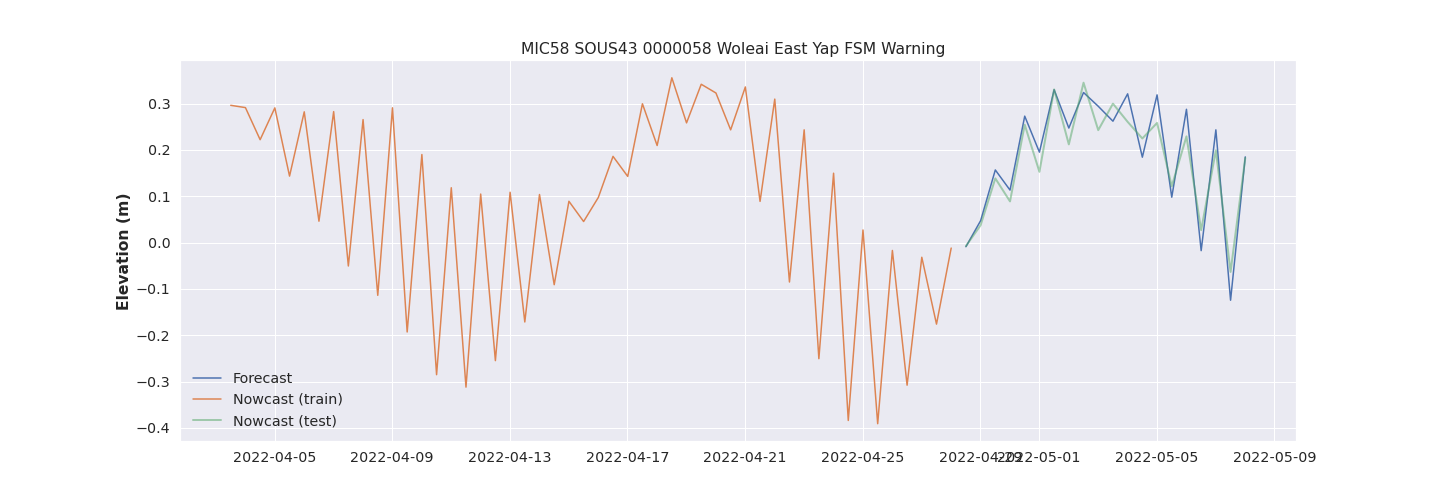 MIC58 SOUS43 0000058 Woleai East Yap FSM Warning
Elevation (m)
0.3
0.2
0.1
0.0
−0.1
−0.2
−0.3
−0.4
Forecast
Nowcast (train)
Nowcast (test)
2022-04-05 2022-04-09 2022-04-13 2022-04-17 2022-04-21 2022-04-25 2022-04-29 2022-05-01 2022-05-05 2022-05-09